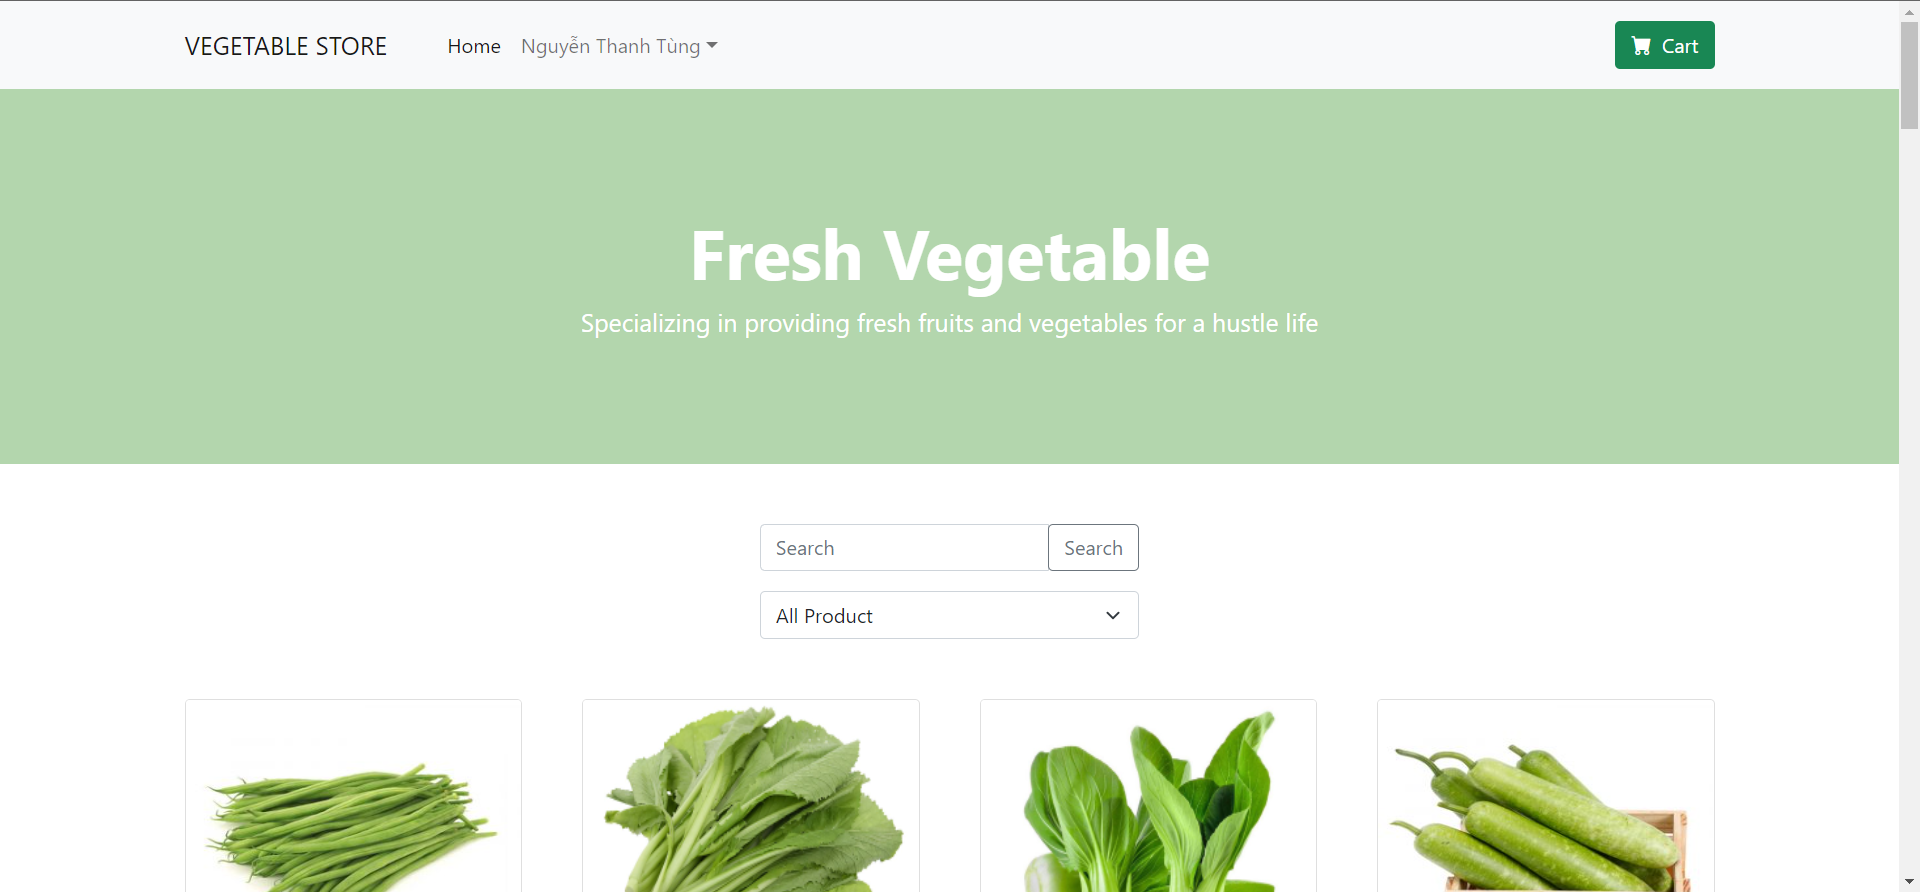 VEGETABLE STORE Home Nguyễn Thanh Tùng Cart
Fresh Vegetable
Specializing in providing fresh fruits and vegetables for a hustle life
Search Search
All Product